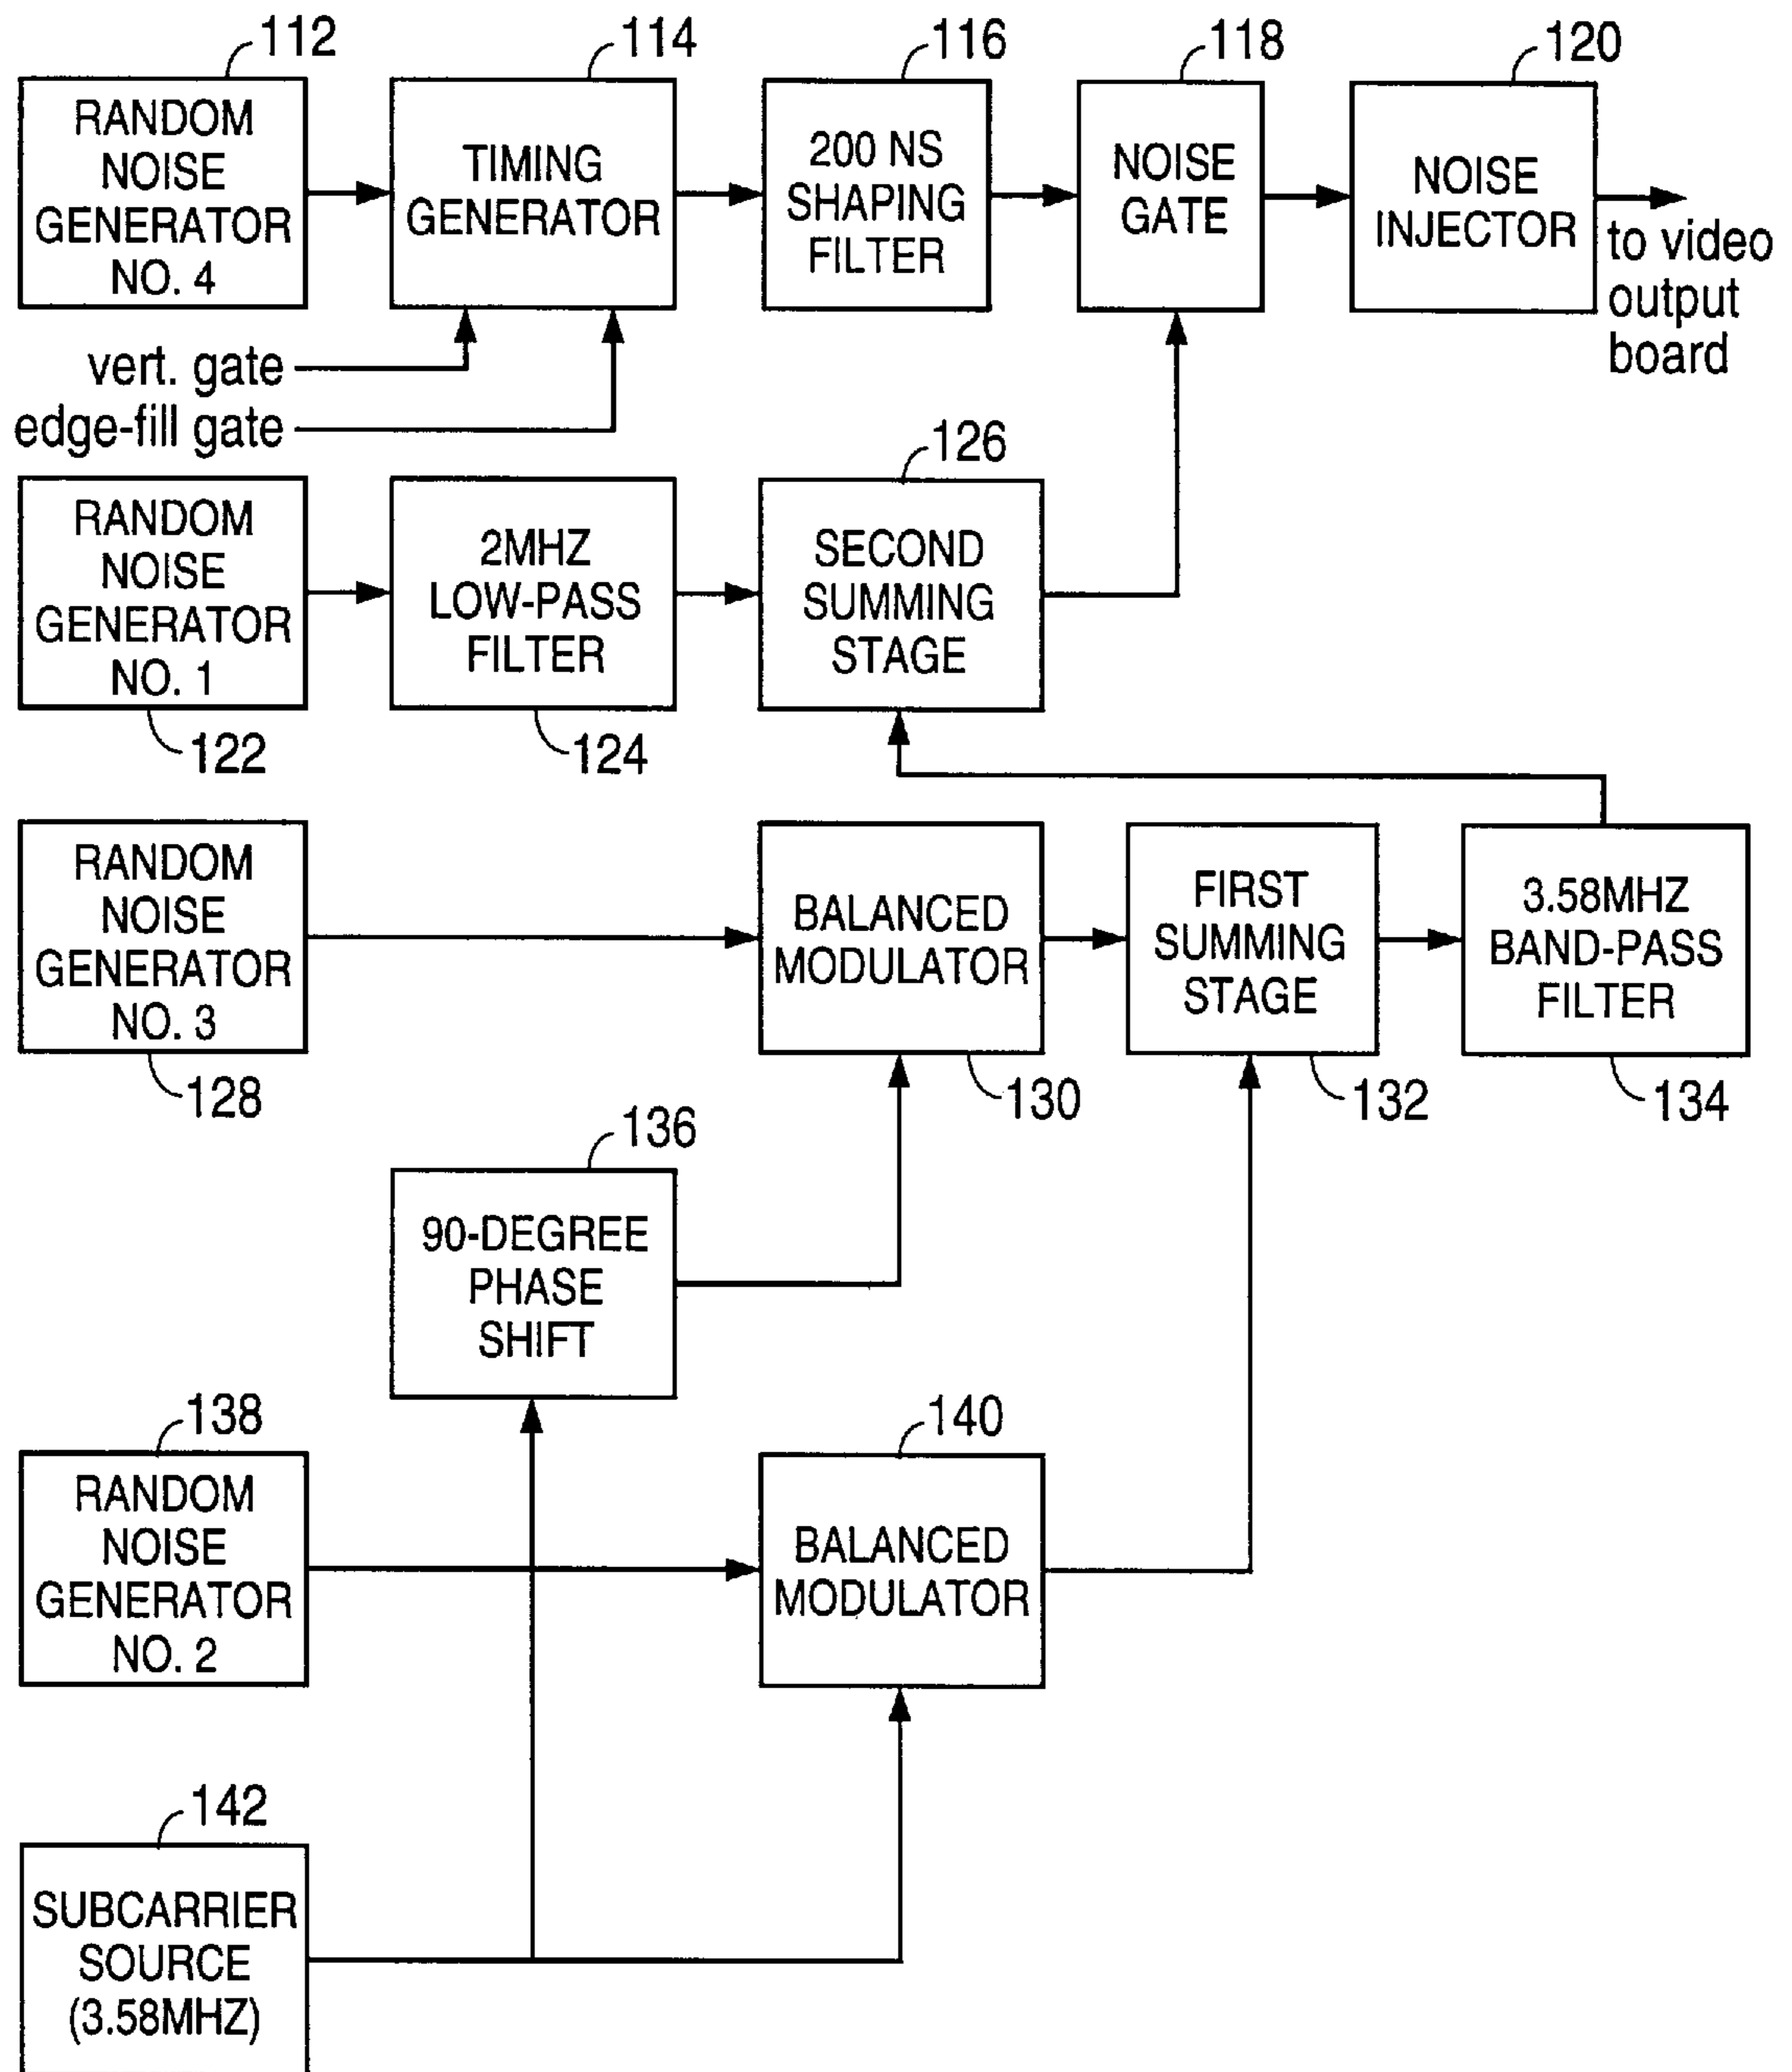 112
114
116
118
120
RANDOM
NOISE
GENERATOR
NO. 4
TIMING
GENERATOR
200 NS
SHAPING
FILTER
NOISE
GATE
NOISE
INJECTOR
to video
output
board
vert. gate
edge-fill gate
126
RANDOM
NOISE
GENERATOR
NO. 1
2MHZ
LOW-PASS
FILTER
SECOND
SUMMING
STAGE
122
124
RANDOM
NOISE
GENERATOR
NO. 3
BALANCED
MODULATOR
FIRST
SUMMING
STAGE
3.58MHZ
BAND-PASS
FILTER
128
130
132
134
136
90-DEGREE
PHASE
SHIFT
138
140
RANDOM
NOISE
GENERATOR
NO. 2
BALANCED
MODULATOR
142
SUBCARRIER
SOURCE
(3.58MHZ)